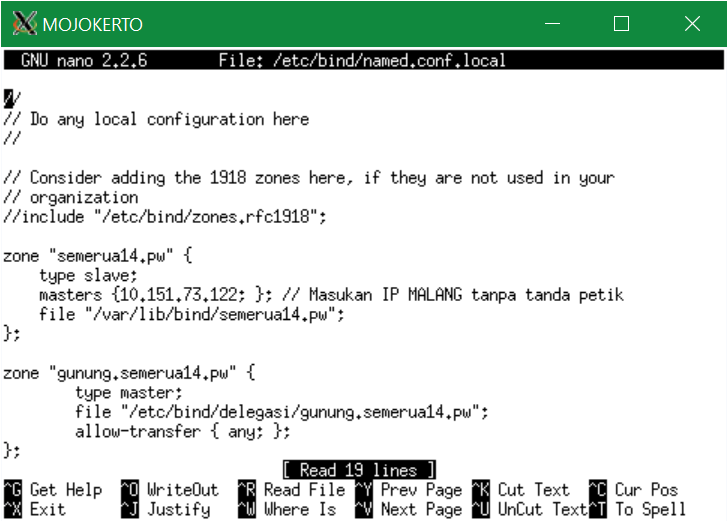 MOJOKERTO
GNU nano 2.2.6 File: /etc/bind/named.conf.local
//
// Do any local configuration here
//
// Consider adding the 1918 zones here, if they are not used in your
// organization
//include "/etc/bind/zones.rfc1918";
zone "semerua14.pw" {
type slave;
masters {10.151.73.122; }; // Masukan IP MALANG tanpa tanda petik
file "/var/lib/bind/semerua14.pw";
};
zone "gunung.semerua14.pw" {
type master;
file "/etc/bind/delegasi/gunung.semerua14.pw";
allow-transfer { any; };
};
[ Read 19 lines ]
^G Get Help ^O WriteOut ^R Read File ^Y Prev Page ^K Cut Text ^C Cur Pos
^X Exit ^J Justify ^W Where Is ^V Next Page ^U UnCut Text ^T To Spell